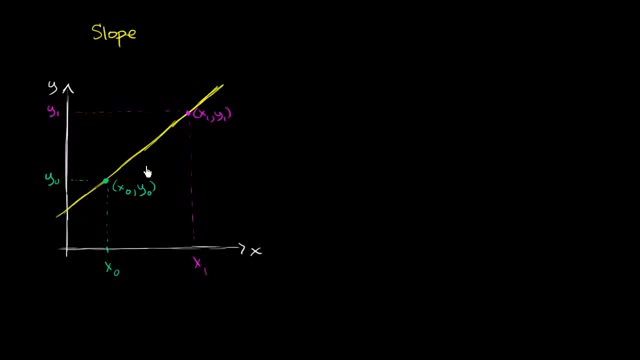 Slope
y
y₁
(x₁,y₁)
y₀
(x₀,y₀)
x
x₀
x₁